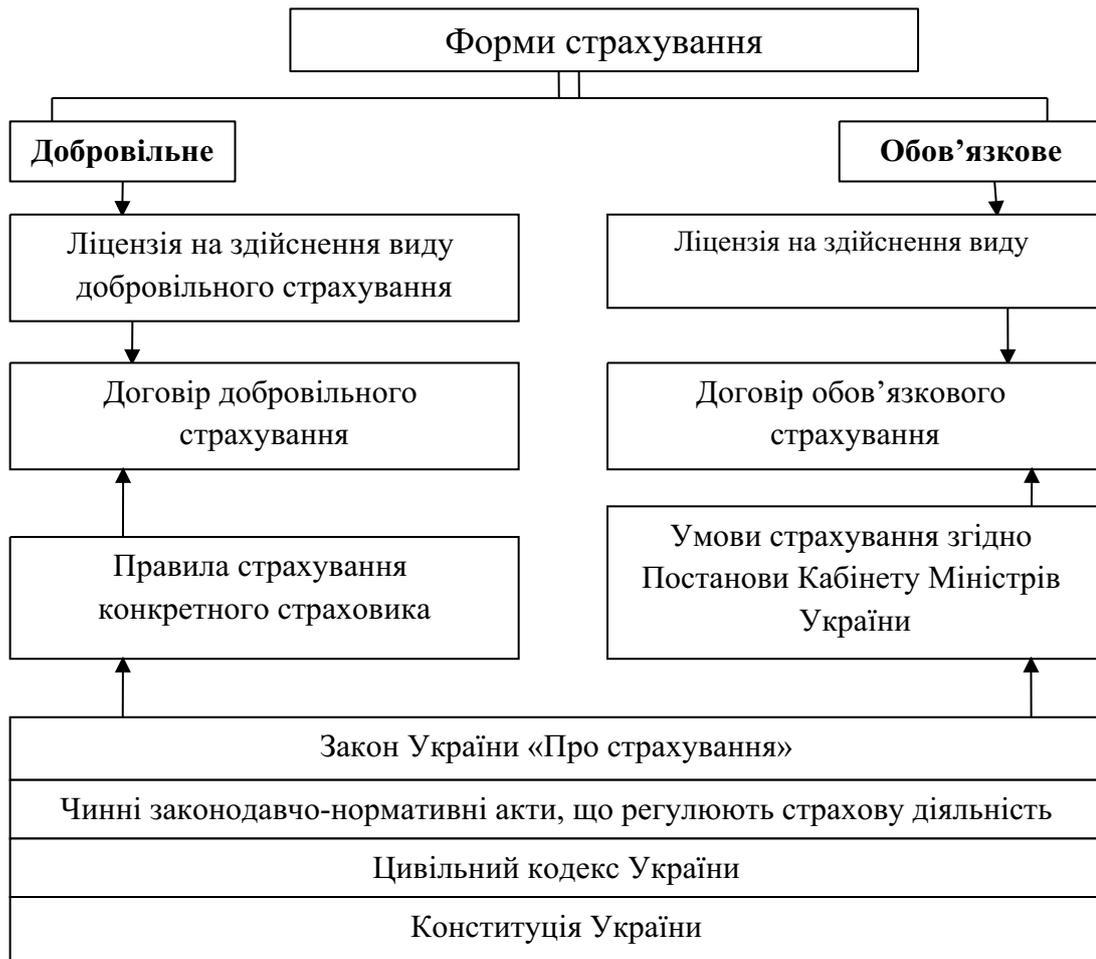 Форми страхування
Добровільне
Обов’язкове
Ліцензія на здійснення виду
добровільного страхування
Ліцензія на здійснення виду
Договір добровільного
страхування
Договір обов’язкового
страхування
Правила страхування
конкретного страховика
Умови страхування згідно
Постанови Кабінету Міністрів
України
Закон України «Про страхування»
Чинні законодавчо-нормативні акти, що регулюють страхову діяльність
Цивільний кодекс України
Конституція України